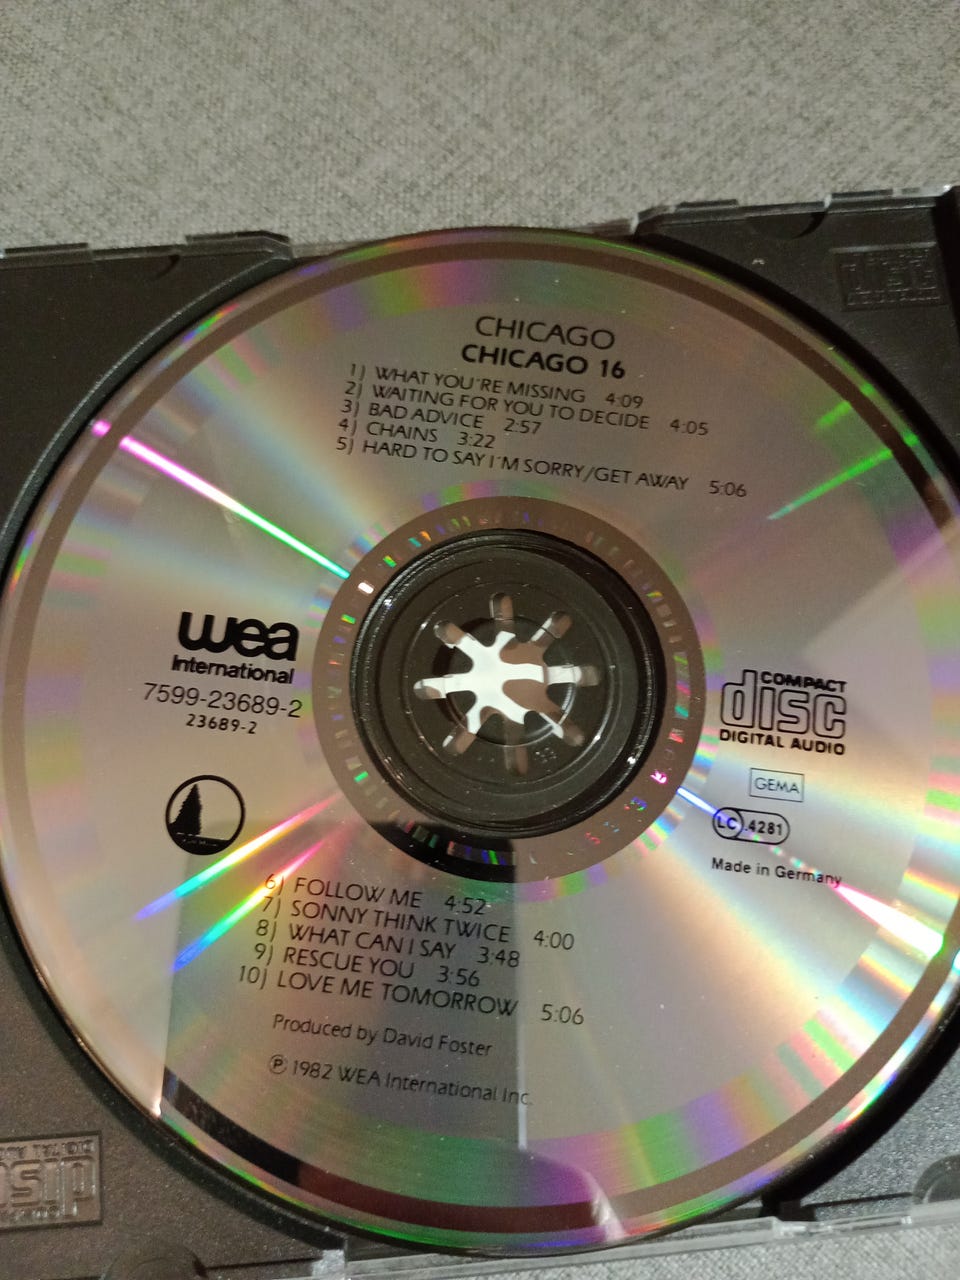 CHICAGO
CHICAGO 16
1) WHAT YOU'RE MISSING 4:09
2) WAITING FOR YOU TO DECIDE 4:05
3) BAD ADVICE 2:57
4) CHAINS 3:22
5) HARD TO SAY I'M SORRY/GET AWAY 5:06
wea
International
7599-23689-2
23689-2
COMPACT
disc
DIGITAL AUDIO
GEMA
LC 4281
Made in Germany
6) FOLLOW ME 4:52
7) SONNY THINK TWICE 4:00
8) WHAT CAN I SAY 3:48
9) RESCUE YOU 3:56
10) LOVE ME TOMORROW 5:06
Produced by David Foster
Ⓟ 1982 WEA International Inc.
disc